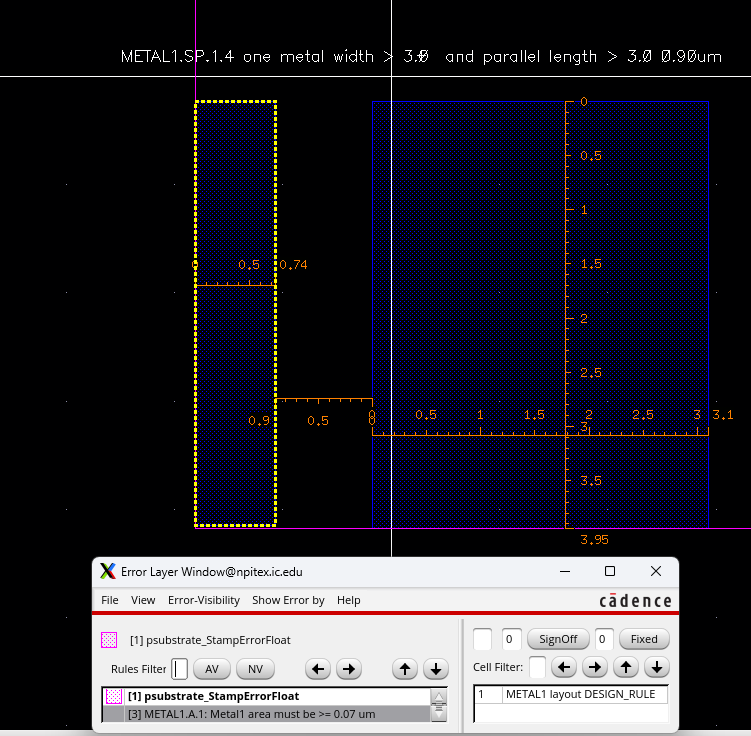 METAL1.SP.1.4 one metal width > 3.0 and parallel length > 3.0 0.90um
0
0.5
1
0 0.5 0.74
1.5
2
2.5
0 0.5 1 1.5 2 2.5 3 3.1
0.9 0.5 0
3
3.5
3.95
Error Layer Window@npitex.ic.edu
File View Error-Visibility Show Error by Help
cādence
[1] psubstrate_StampErrorFloat
0 SignOff 0 Fixed
Rules Filter AV NV
Cell Filter:
[1] psubstrate_StampErrorFloat
1 METAL1 layout DESIGN_RULE
[3] METAL1.A.1: Metal1 area must be >= 0.07 um